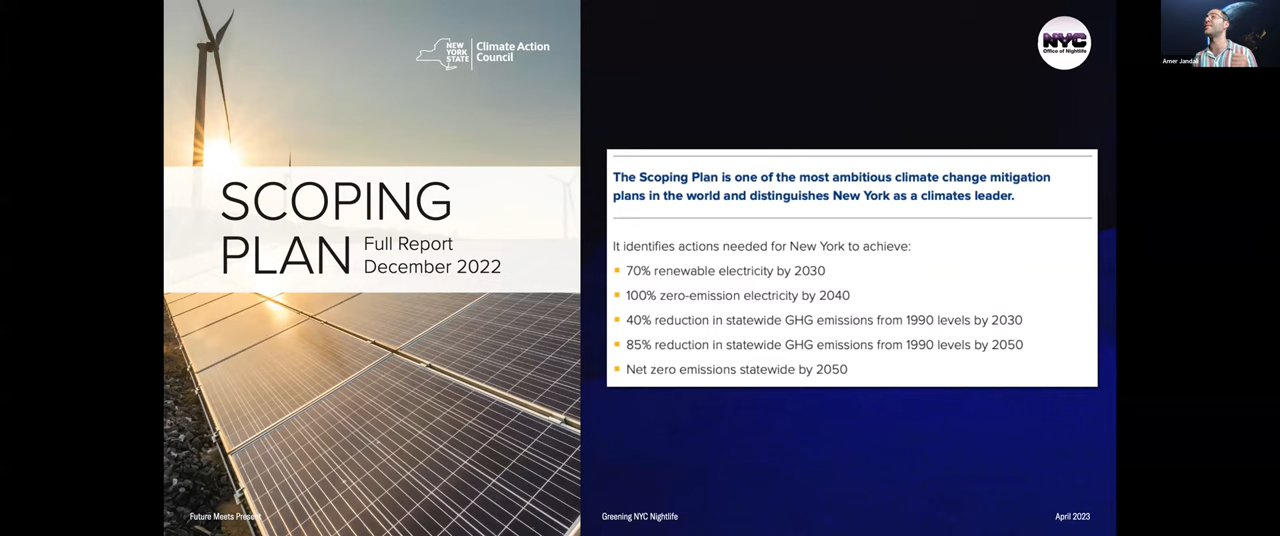 NEW
YORK
STATE
Climate Action
Council
SCOPING
PLAN
Full Report
December 2022
Future Meets Present
NYC
Office of Nightlife
The Scoping Plan is one of the most ambitious climate change mitigation
plans in the world and distinguishes New York as a climates leader.
It identifies actions needed for New York to achieve:
70% renewable electricity by 2030
100% zero-emission electricity by 2040
40% reduction in statewide GHG emissions from 1990 levels by 2030
85% reduction in statewide GHG emissions from 1990 levels by 2050
Net zero emissions statewide by 2050
Greening NYC Nightlife
April 2023
Amer Jandali